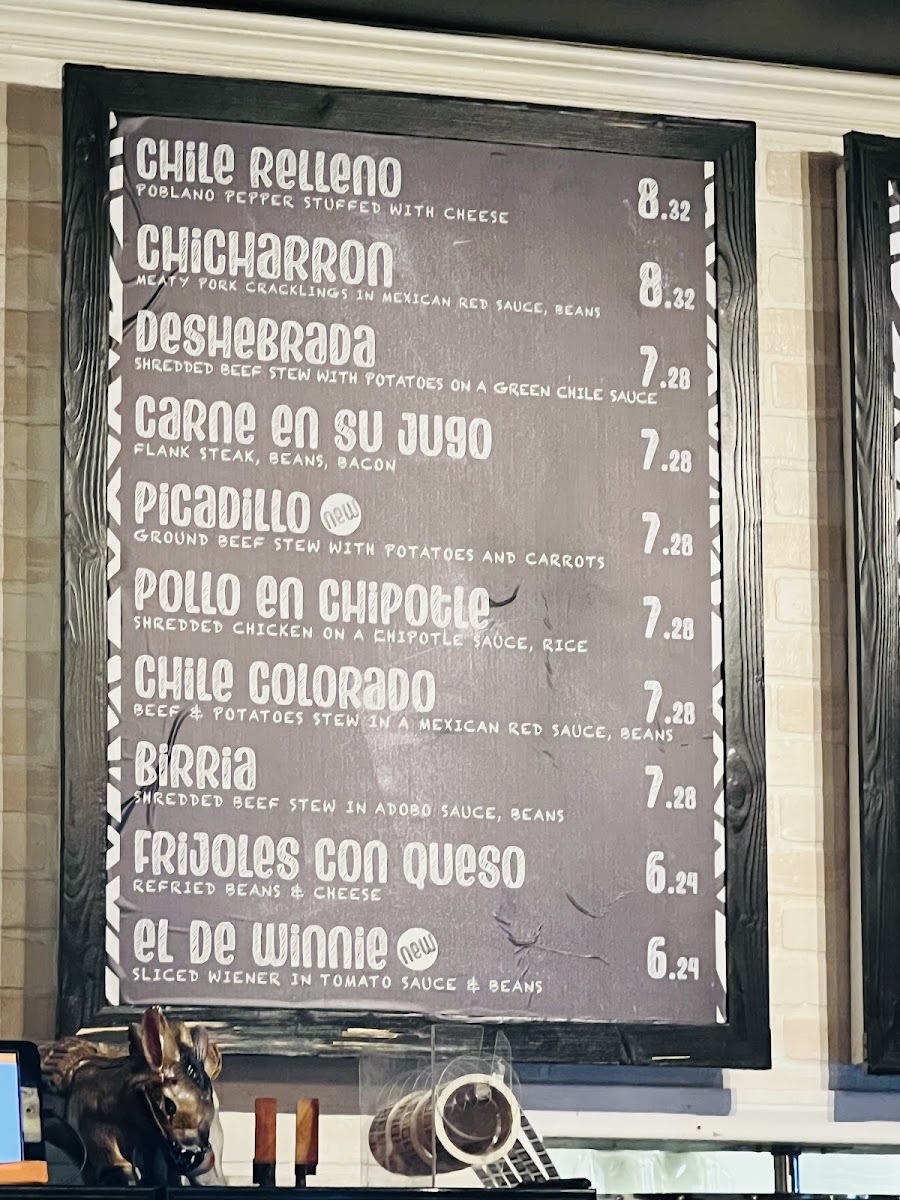 CHiLe ReLLeno
POBLANO PEPPER STUFFED WITH CHEESE
8.32
CHiCHaRRON
MEATY PORK CRACKLINGS IN MEXICAN RED SAUCE, BEANS
8.32
DesHeBRaDa
SHREDDED BEEF STEW WITH POTATOES ON A GREEN CHILE SAUCE
7.28
CaRne en SU JUgO
FLANK STEAK, BEANS, BACON
7.28
PiCaDiLLO new
GROUND BEEF STEW WITH POTATOES AND CARROTS
7.28
POLLO en CHiPOtLe
SHREDDED CHICKEN ON A CHIPOTLE SAUCE, RICE
7.28
CHiLe COLORaDO
BEEF & POTATOES STEW IN A MEXICAN RED SAUCE, BEANS
7.28
BiRRia
SHREDDED BEEF STEW IN ADOBO SAUCE, BEANS
7.28
FRiJOLes CON QUeSO
REFRIED BEANS & CHEESE
6.24
eL De Winnie new
SLICED WIENER IN TOMATO SAUCE & BEANS
6.24